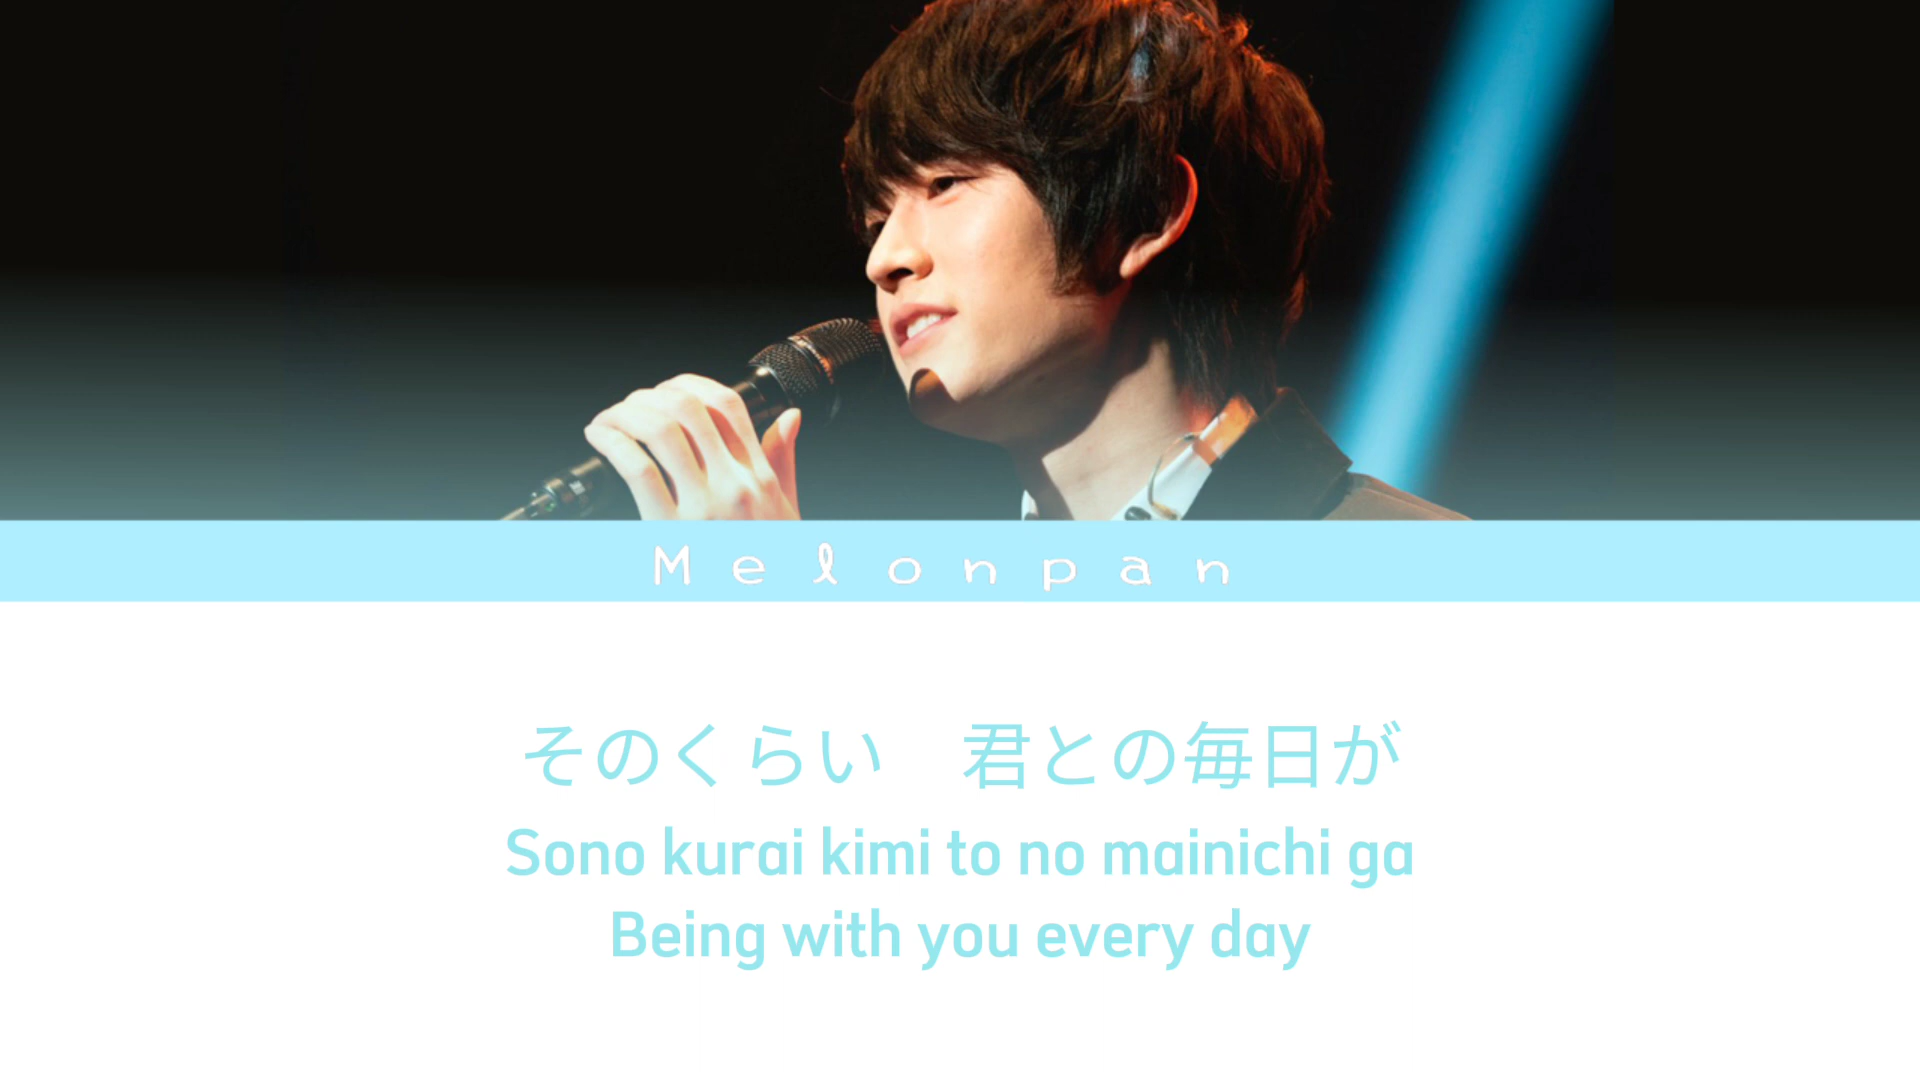 Melonpan
そのくらい　君との毎日が
Sono kurai kimi to no mainichi ga
Being with you every day